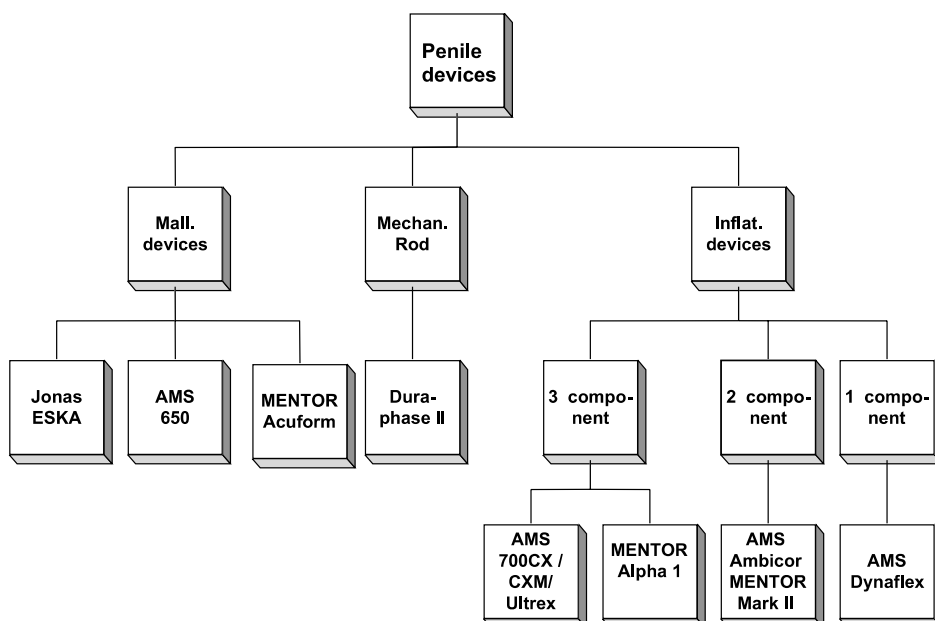 Penile
devices
Mall.
devices
Mechan.
Rod
Inflat.
devices
Jonas
ESKA
AMS
650
MENTOR
Acuform
Dura-
phase II
3 compo-
nent
2 compo-
nent
1 compo-
nent
AMS
700CX /
CXM/
Ultrex
MENTOR
Alpha 1
AMS
Ambicor
MENTOR
Mark II
AMS
Dynaflex